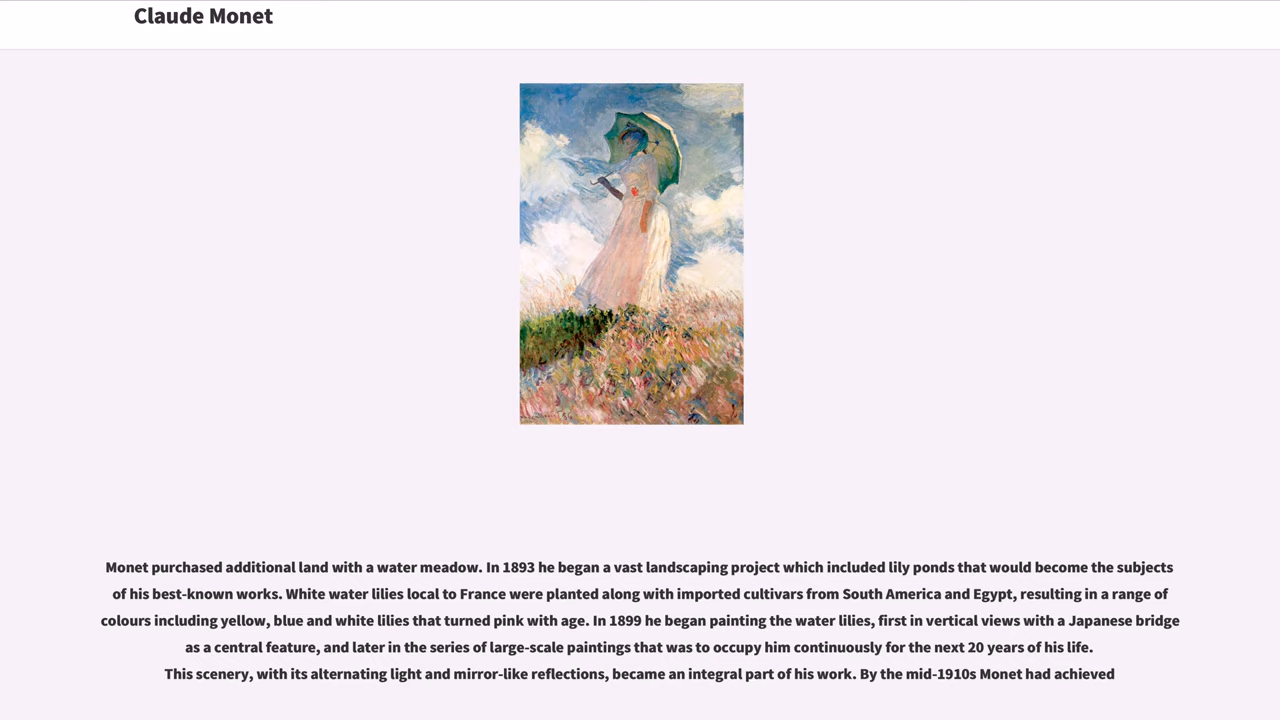 Claude Monet
Monet purchased additional land with a water meadow. In 1893 he began a vast landscaping project which included lily ponds that would become the subjects
of his best-known works. White water lilies local to France were planted along with imported cultivars from South America and Egypt, resulting in a range of
colours including yellow, blue and white lilies that turned pink with age. In 1899 he began painting the water lilies, first in vertical views with a Japanese bridge
as a central feature, and later in the series of large-scale paintings that was to occupy him continuously for the next 20 years of his life.
This scenery, with its alternating light and mirror-like reflections, became an integral part of his work. By the mid-1910s Monet had achieved